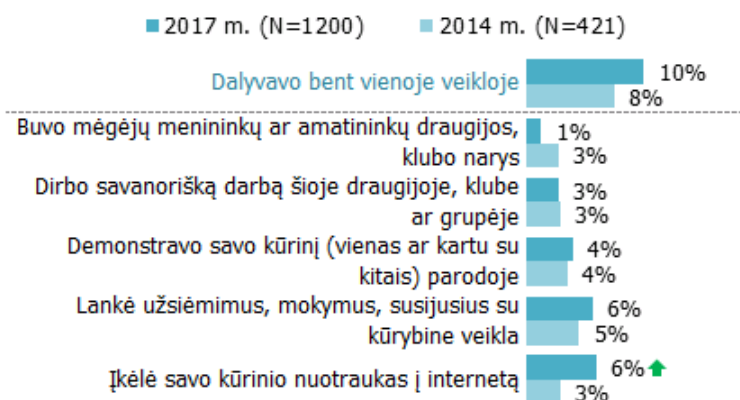 2017 m. (N=1200) 2014 m. (N=421)
Dalyvavo bent vienoje veikloje 10%
8%
Buvo mėgėjų menininkų ar amatininkų draugijos, 1%
klubo narys 3%
Dirbo savanorišką darbą šioje draugijoje, klube 3%
ar grupėje 3%
Demonstravo savo kūrinį (vienas ar kartu su 4%
kitais) parodoje 4%
Lankė užsiėmimus, mokymus, susijusius su 6%
kūrybine veikla 5%
Įkėlė savo kūrinio nuotraukas į internetą 6%
3%